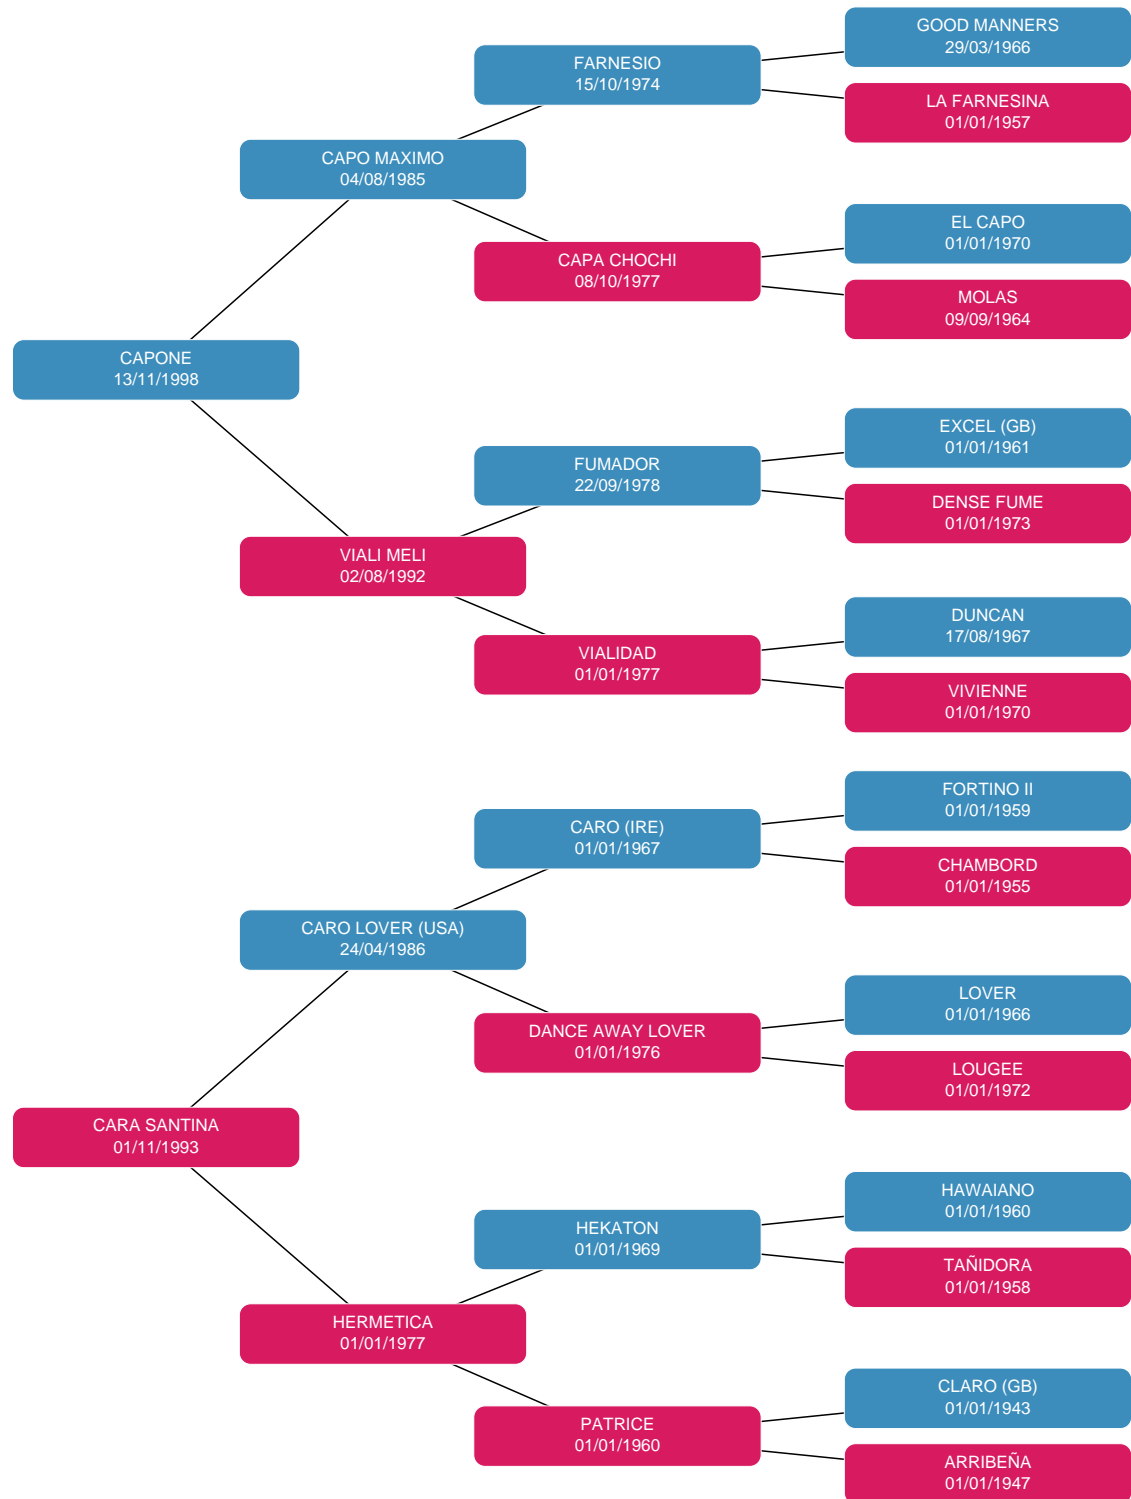 GOOD MANNERS
29/03/1966
FARNESIO
15/10/1974
LA FARNESINA
01/01/1957
CAPO MAXIMO
04/08/1985
EL CAPO
01/01/1970
CAPA CHOCHI
08/10/1977
MOLAS
09/09/1964
CAPONE
13/11/1998
EXCEL (GB)
01/01/1961
FUMADOR
22/09/1978
DENSE FUME
01/01/1973
VIALI MELI
02/08/1992
DUNCAN
17/08/1967
VIALIDAD
01/01/1977
VIVIENNE
01/01/1970
FORTINO II
01/01/1959
CARO (IRE)
01/01/1967
CHAMBORD
01/01/1955
CARO LOVER (USA)
24/04/1986
LOVER
01/01/1966
DANCE AWAY LOVER
01/01/1976
LOUGEE
01/01/1972
CARA SANTINA
01/11/1993
HAWAIANO
01/01/1960
HEKATON
01/01/1969
TAÑIDORA
01/01/1958
HERMETICA
01/01/1977
CLARO (GB)
01/01/1943
PATRICE
01/01/1960
ARRIBEÑA
01/01/1947